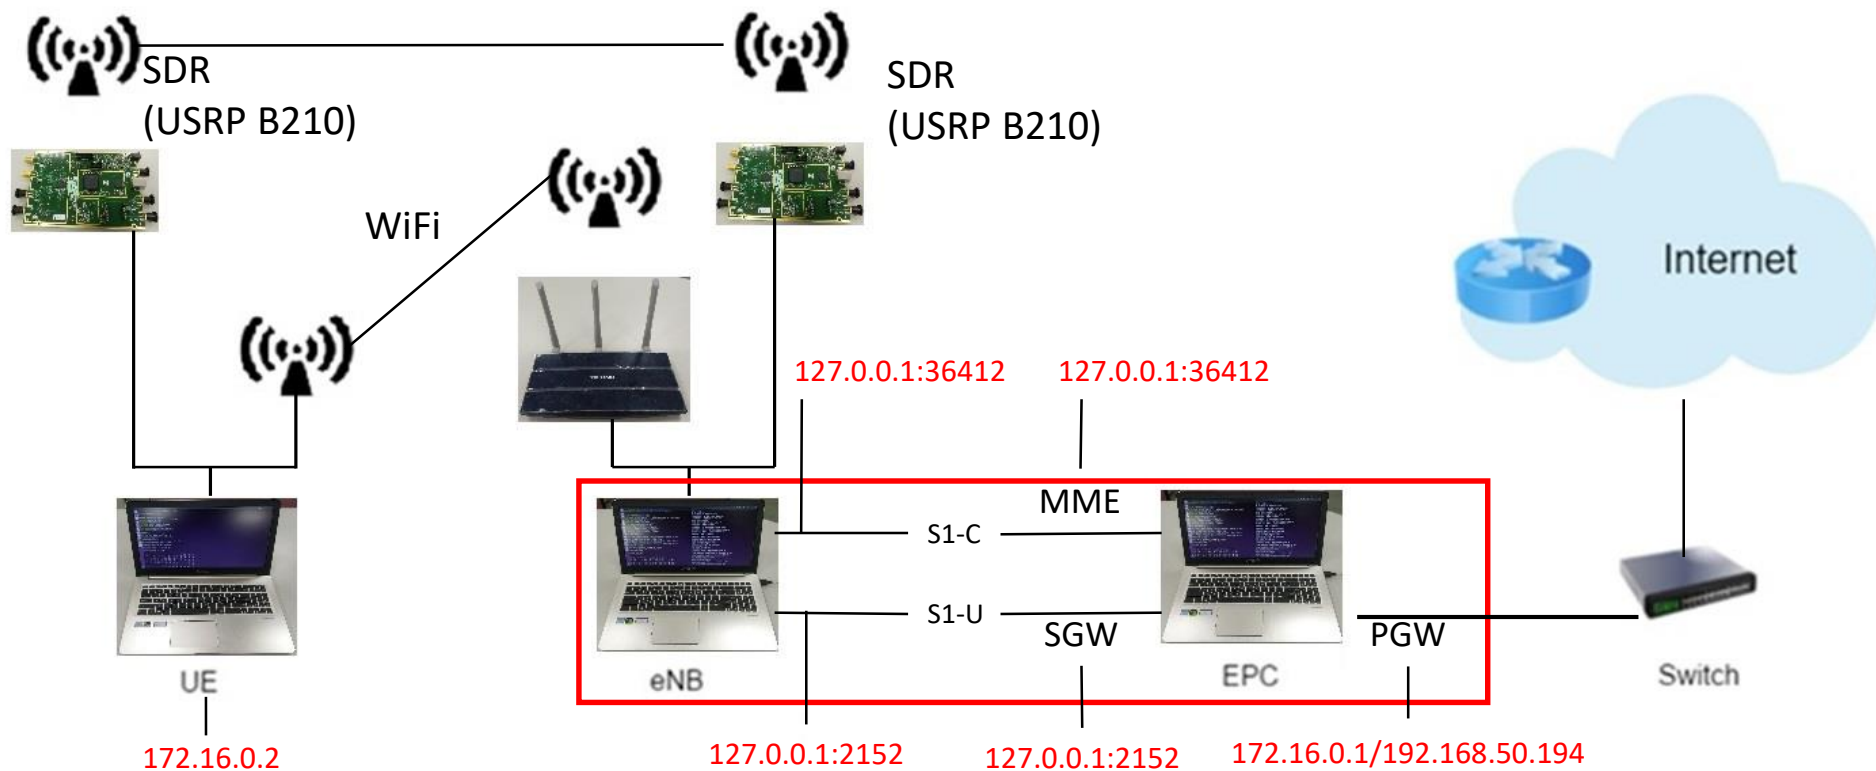 SDR
(USRP B210)
SDR
(USRP B210)
WiFi
Internet
127.0.0.1:36412
127.0.0.1:36412
MME
S1-C
S1-U
SGW
PGW
UE
eNB
EPC
Switch
172.16.0.2
127.0.0.1:2152
127.0.0.1:2152
172.16.0.1/192.168.50.194